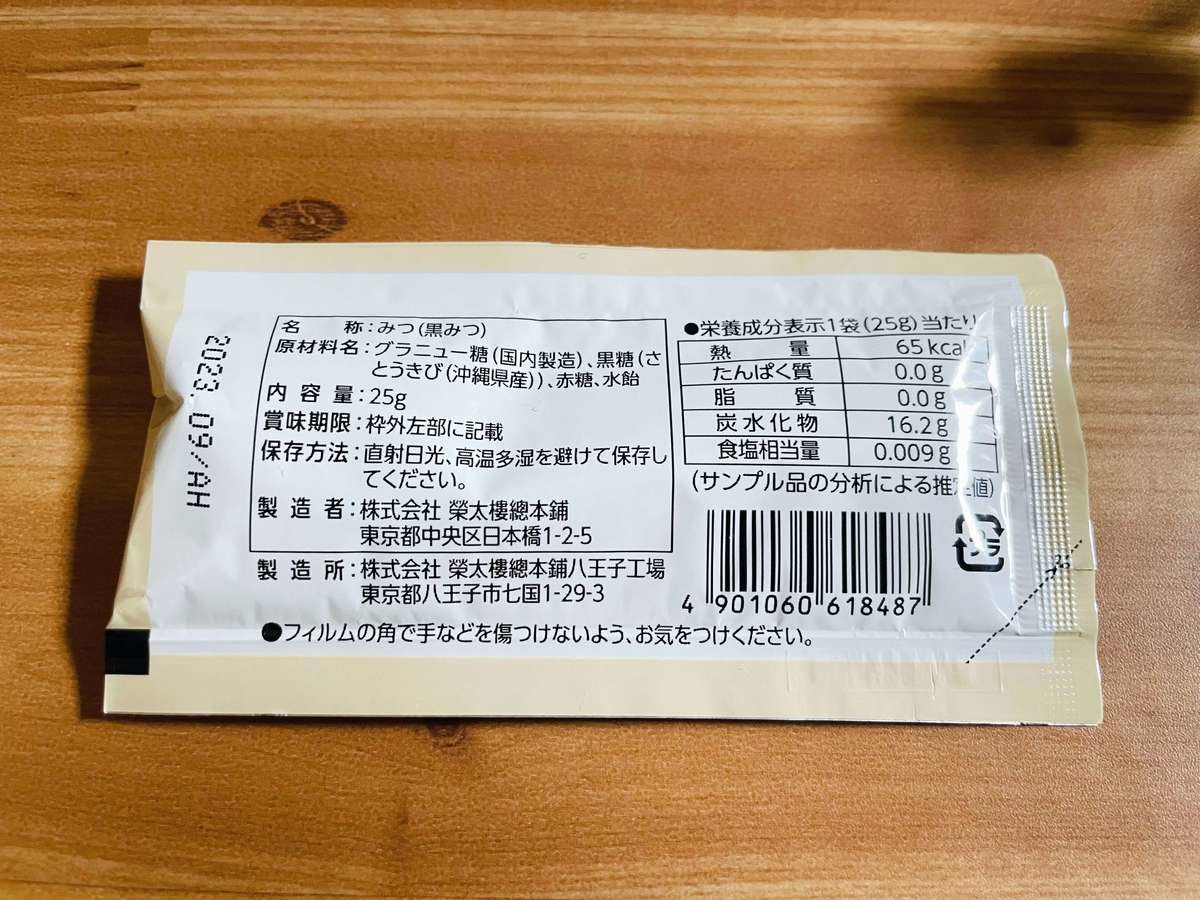 2023.09/AH
名称:みつ(黒みつ)
原材料名:グラニュー糖(国内製造)、黒糖(さ
とうきび(沖縄県産))、赤糖、水飴
内容量:25g
賞味期限:枠外左部に記載
保存方法:直射日光、高温多湿を避けて保存し
てください。
製造者:株式会社 榮太樓總本鋪
東京都中央区日本橋1-2-5
製造所:株式会社 榮太樓總本鋪八王子工場
東京都八王子市七国1-29-3
●フィルムの角で手などを傷つけないよう、お気をつけください。
●栄養成分表示1袋(25g)当たり
熱量 65kcal
たんぱく質 0.0g
脂質 0.0g
炭水化物 16.2g
食塩相当量 0.009g
(サンプル品の分析による推定値)
4 901060 618487
プラ